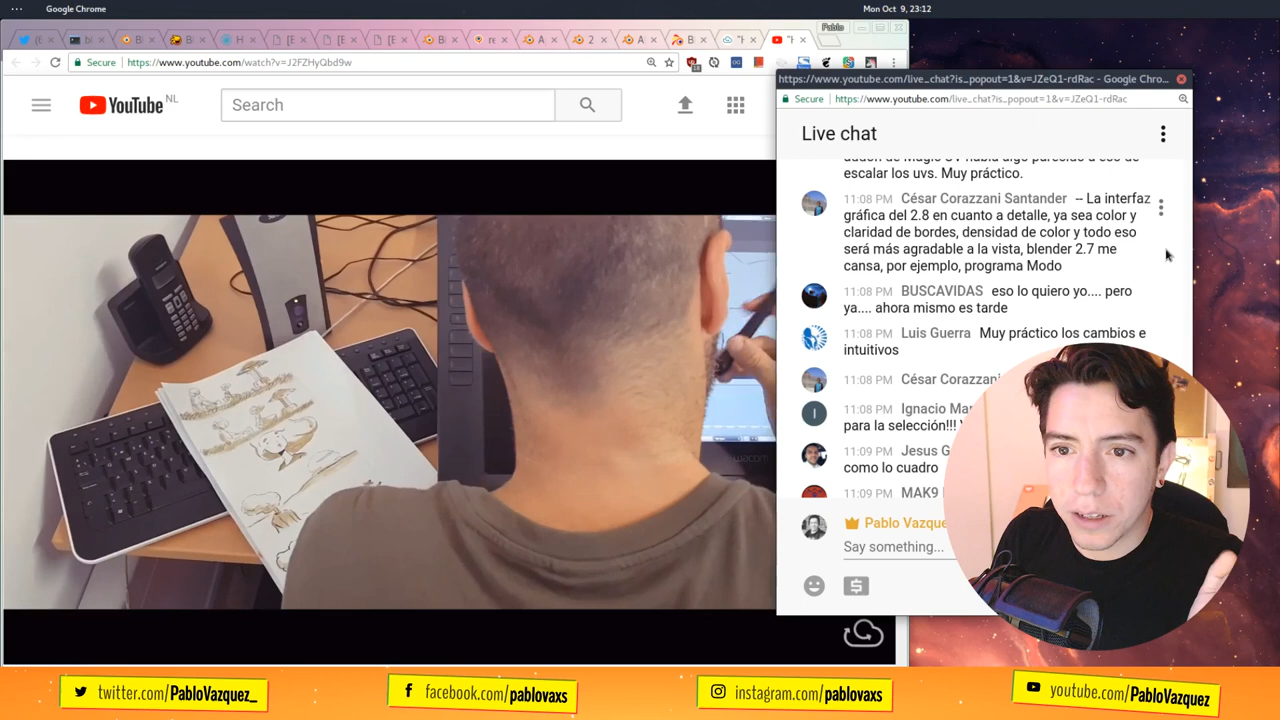 Google Chrome
Mon Oct 9, 23:12
Pablo
Secure https://www.youtube.com/watch?v=J2FZHyQbd9w
https://www.youtube.com/live_chat?is_popout=1&v=JZeQ1-rdRac - Google Chro...
Secure https://www.youtube.com/live_chat?is_popout=1&v=JZeQ1-rdRac
YouTube NL
Search
Live chat
escalar los uvs. Muy práctico.
11:08 PM César Corazzani Santander -- La interfaz
gráfica del 2.8 en cuanto a detalle, ya sea color y
claridad de bordes, densidad de color y todo eso
será más agradable a la vista, blender 2.7 me
cansa, por ejemplo, programa Modo
11:08 PM BUSCAVIDAS eso lo quiero yo.... pero
ya.... ahora mismo es tarde
11:08 PM Luis Guerra Muy práctico los cambios e
intuitivos
11:08 PM César Corazzani
11:08 PM Ignacio
para la selección!!!
11:09 PM Jesus
como lo cuadro
11:09 PM MAK9
Pablo
Say something...
wacom
twitter.com/PabloVazquez_
facebook.com/pablovaxs
instagram.com/pablovaxs
youtube.com/PabloVazquez